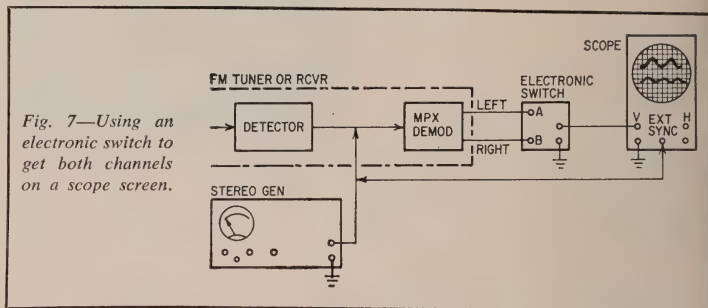 Fig. 7—Using an
electronic switch to
get both channels
on a scope screen.
FM TUNER OR RCVR
DETECTOR
MPX
DEMOD
LEFT
RIGHT
ELECTRONIC
SWITCH
A
B
SCOPE
V
EXT
SYNC
H
STEREO GEN